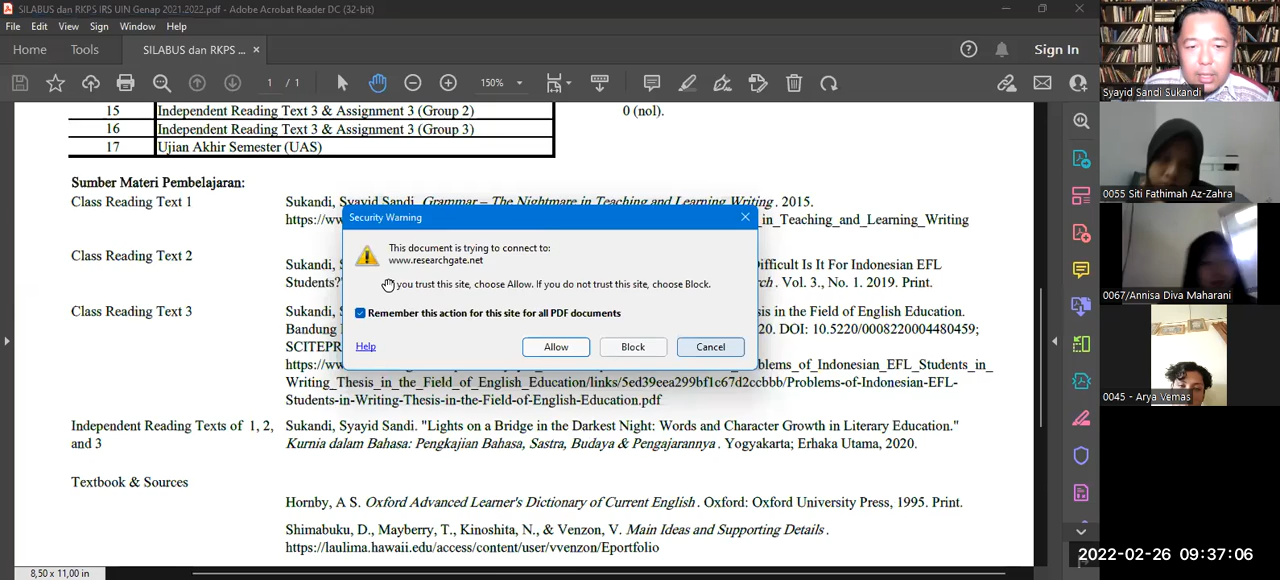 SILABUS dan RKPS IRS UIN Genap 2021.2022.pdf - Adobe Acrobat Reader DC (32-bit)
File Edit View Sign Window Help
Home Tools SILABUS dan RKPS ... × Sign In
1 / 1 150%
15 Independent Reading Text 3 & Assignment 3 (Group 2) 0 (nol).
16 Independent Reading Text 3 & Assignment 3 (Group 3)
17 Ujian Akhir Semester (UAS)
Sumber Materi Pembelajaran:
Class Reading Text 1 Sukandi, Syayid Sandi. Grammar – The Nightmare in Teaching and Learning Writing. 2015.
https://ww in_Teaching_and_Learning_Writing
Class Reading Text 2 Sukandi, S Difficult Is It For Indonesian EFL
Students?" rch. Vol. 3., No. 1. 2019. Print.
Class Reading Text 3 Sukandi, S is in the Field of English Education.
Bandung 20. DOI: 10.5220/0008220004480459;
SCITEPR
https://ww oblems_of_Indonesian_EFL_Students_in_
Writing_Thesis_in_the_Field_of_English_Education/links/5ed39eea299bf1c67d2ccbbb/Problems-of-Indonesian-EFL-
Students-in-Writing-Thesis-in-the-Field-of-English-Education.pdf
Independent Reading Texts of 1, 2, Sukandi, Syayid Sandi. "Lights on a Bridge in the Darkest Night: Words and Character Growth in Literary Education."
and 3 Kurnia dalam Bahasa: Pengkajian Bahasa, Sastra, Budaya & Pengajarannya. Yogyakarta; Erhaka Utama, 2020.
Textbook & Sources
Hornby, A S. Oxford Advanced Learner's Dictionary of Current English. Oxford: Oxford University Press, 1995. Print.
Shimabuku, D., Mayberry, T., Kinoshita, N., & Venzon, V. Main Ideas and Supporting Details.
https://laulima.hawaii.edu/access/content/user/vvenzon/Eportfolio
8,50 x 11,00 in
Security Warning
This document is trying to connect to:
www.researchgate.net
you trust this site, choose Allow. If you do not trust this site, choose Block.
Remember this action for this site for all PDF documents
Help Allow Block Cancel
Syayid Sandi Sukandi
0055 Siti Fathimah Az-Zahra
0067/Annisa Diva Maharani
0045 - Arya Vemas
2022-02-26 09:37:06